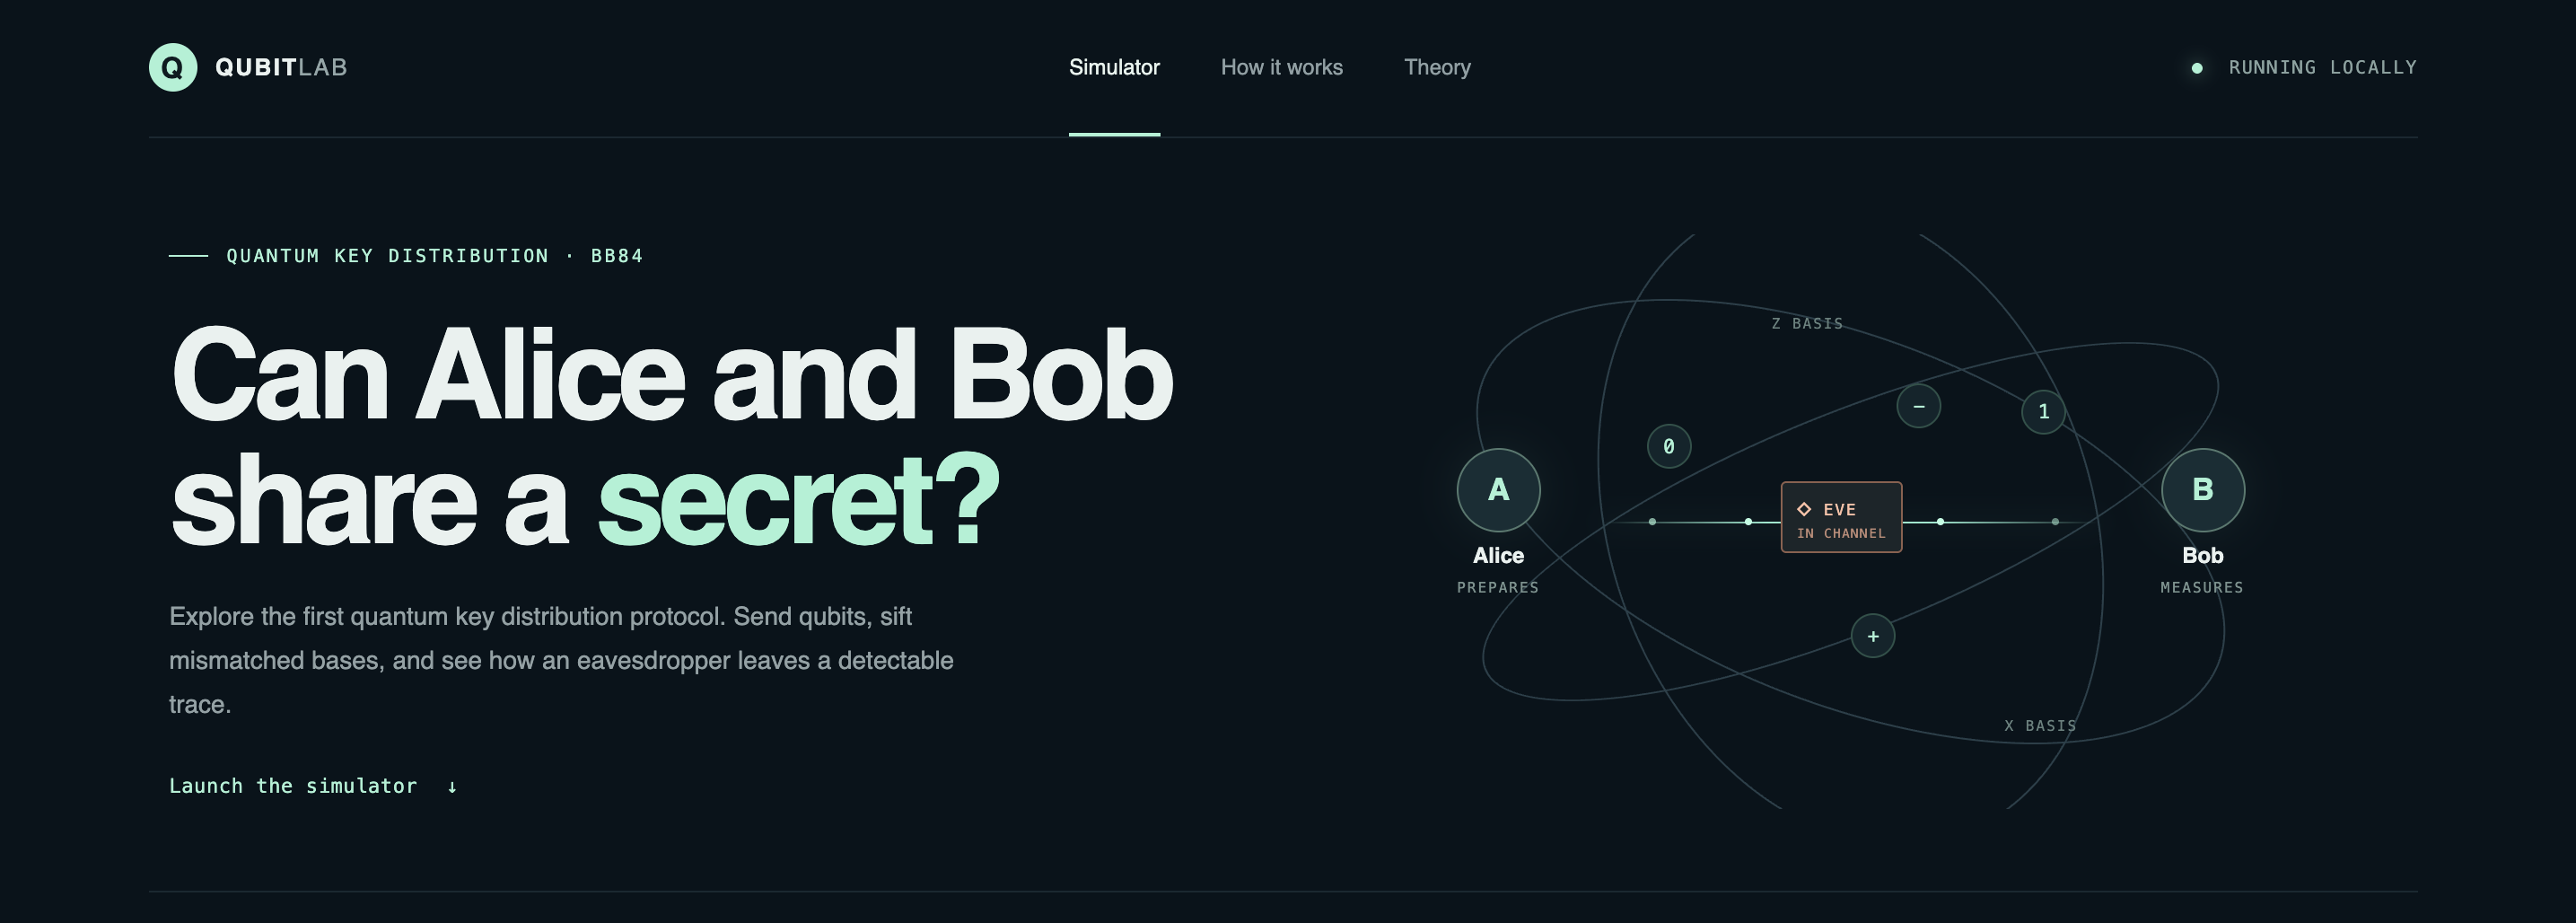 Q QUBITLAB
Simulator
How it works
Theory
RUNNING LOCALLY
QUANTUM KEY DISTRIBUTION · BB84
Can Alice and Bob
share a secret?
Explore the first quantum key distribution protocol. Send qubits, sift
mismatched bases, and see how an eavesdropper leaves a detectable
trace.
Launch the simulator ↓
Z BASIS
−
1
0
A
B
◇ EVE
IN CHANNEL
Alice
PREPARES
Bob
MEASURES
+
X BASIS